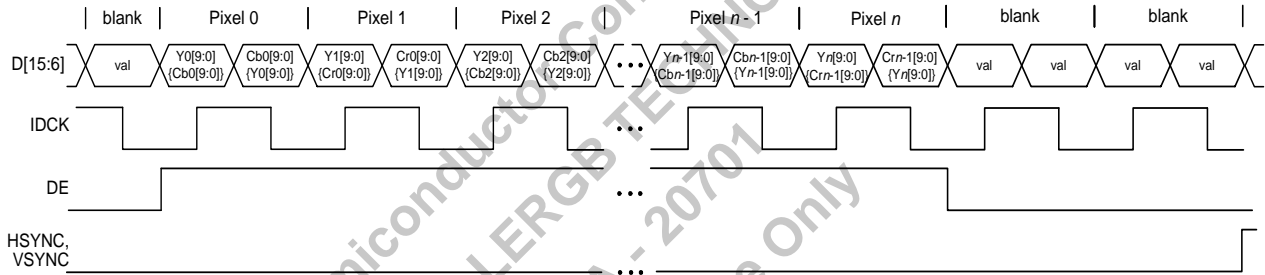 blank Pixel 0 Pixel 1 Pixel 2 Pixel n - 1 Pixel n blank blank
D[15:6] val Y0[9:0] Cb0[9:0] Y1[9:0] Cr0[9:0] Y2[9:0] Cb2[9:0] ... Yn-1[9:0] Cbn-1[9:0] Yn[9:0] Crn-1[9:0] val val val val
{Cb0[9:0]} {Y0[9:0]} {Cr0[9:0]} {Y1[9:0]} {Cb2[9:0]} {Y2[9:0]} {Cbn-1[9:0]} {Yn-1[9:0]} {Crn-1[9:0]} {Yn[9:0]}
IDCK ...
DE ...
HSYNC,
VSYNC ...
LERGB TECHNO
- 20701
e Only